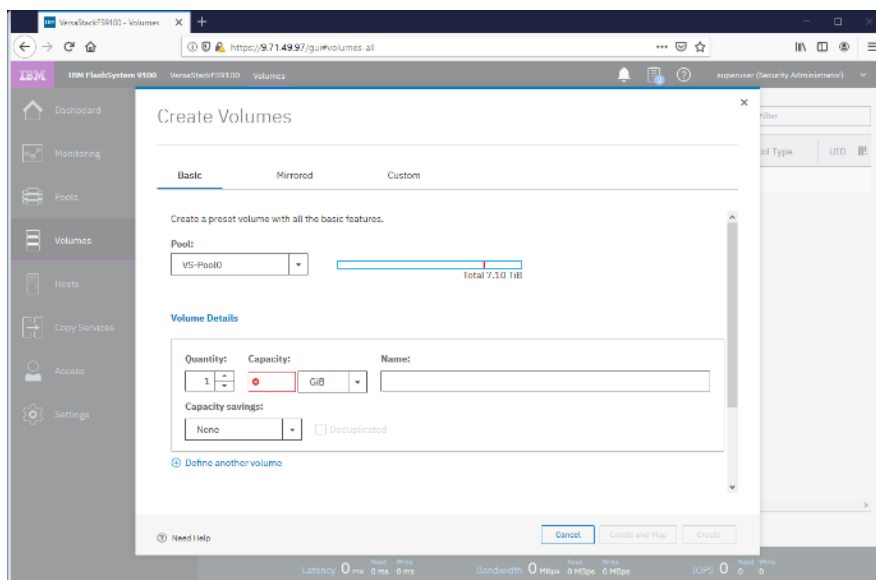 VersaStackFS9100 - Volumes
https://9.71.49.97/gui#volumes-all
IBM
IBM FlashSystem 9100 VersaStackFS9100 Volumes
superuser (Security Administrator)
Dashboard
Monitoring
Pools
Volumes
Hosts
Copy Services
Access
Settings
Filter
Type
UID
Create Volumes
Basic Mirrored Custom
Create a preset volume with all the basic features.
Pool:
VS-Pool0
Total 7.10 TiB
Volume Details
Quantity: Capacity: Name:
1 GiB
Capacity savings:
None Deduplicated
Define another volume
Need Help
Cancel Create and Map Create
Read Write Read Write Read Write
Latency 0 ms 0 ms 0 ms Bandwidth 0 MBps 0 MBps 0 MBps IOPS 0 0 0